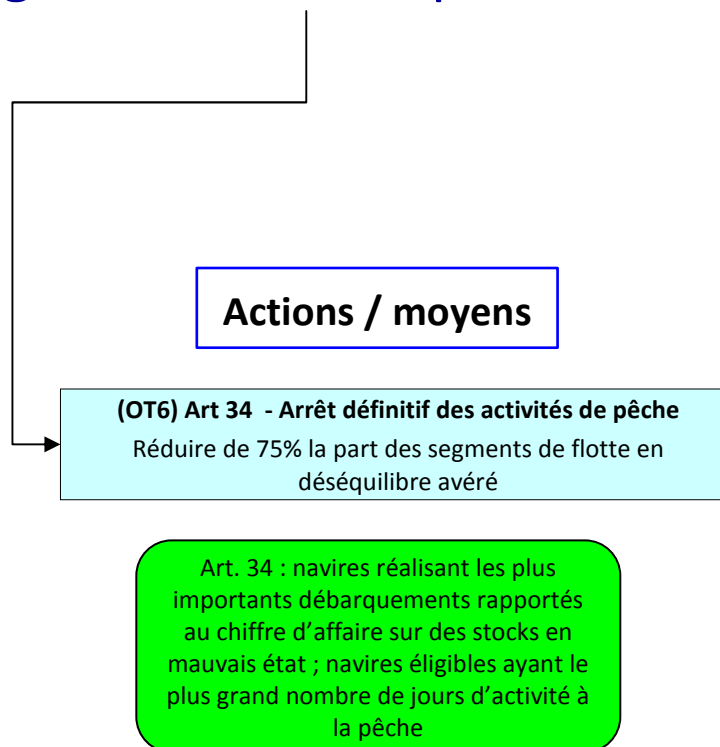 Actions / moyens
(OT6) Art 34 - Arrêt définitif des activités de pêche
Réduire de 75% la part des segments de flotte en
déséquilibre avéré
Art. 34 : navires réalisant les plus
importants débarquements rapportés
au chiffre d’affaire sur des stocks en
mauvais état ; navires éligibles ayant le
plus grand nombre de jours d’activité à
la pêche